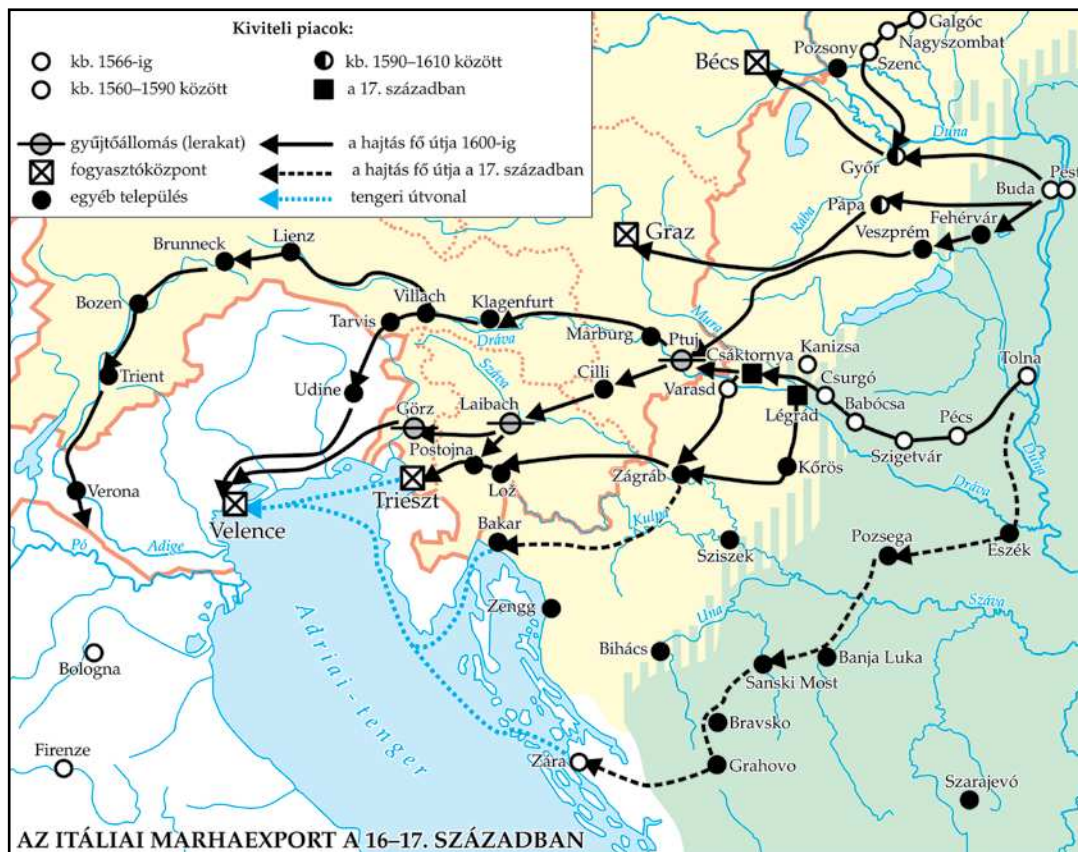 Kiviteli piacok:
kb. 1566-ig
kb. 1560–1590 között
kb. 1590–1610 között
a 17. században
gyűjtőállomás (lerakat)
fogyasztóközpont
egyéb település
a hajtás fő útja 1600-ig
a hajtás fő útja a 17. században
tengeri útvonal
Galgóc
Nagyszombat
Szenc
Pozsony
Bécs
Duna
Győr
Buda
Pest
Pápa
Rába
Fehérvár
Veszprém
Graz
Brunneck
Lienz
Bozen
Villach
Klagenfurt
Tarvis
Dráva
Márburg
Ptuj
Mura
Csáktornya
Kanizsa
Tolna
Trient
Udine
Száva
Cilli
Varasd
Csurgó
Légrád
Babócsa
Pécs
Szigetvár
Görz
Laibach
Postojna
Duna
Verona
Velence
Trieszt
Lož
Zágráb
Kőrös
Dráva
Pó
Adige
Bakar
Kulpa
Sziszek
Pozsega
Eszék
Zengg
Una
Száva
Bihács
Banja Luka
Sanski Most
Bologna
Adriai-tenger
Bravsko
Firenze
Zára
Grahovo
Szarajevó
AZ ITÁLIAI MARHAEXPORT A 16–17. SZÁZADBAN